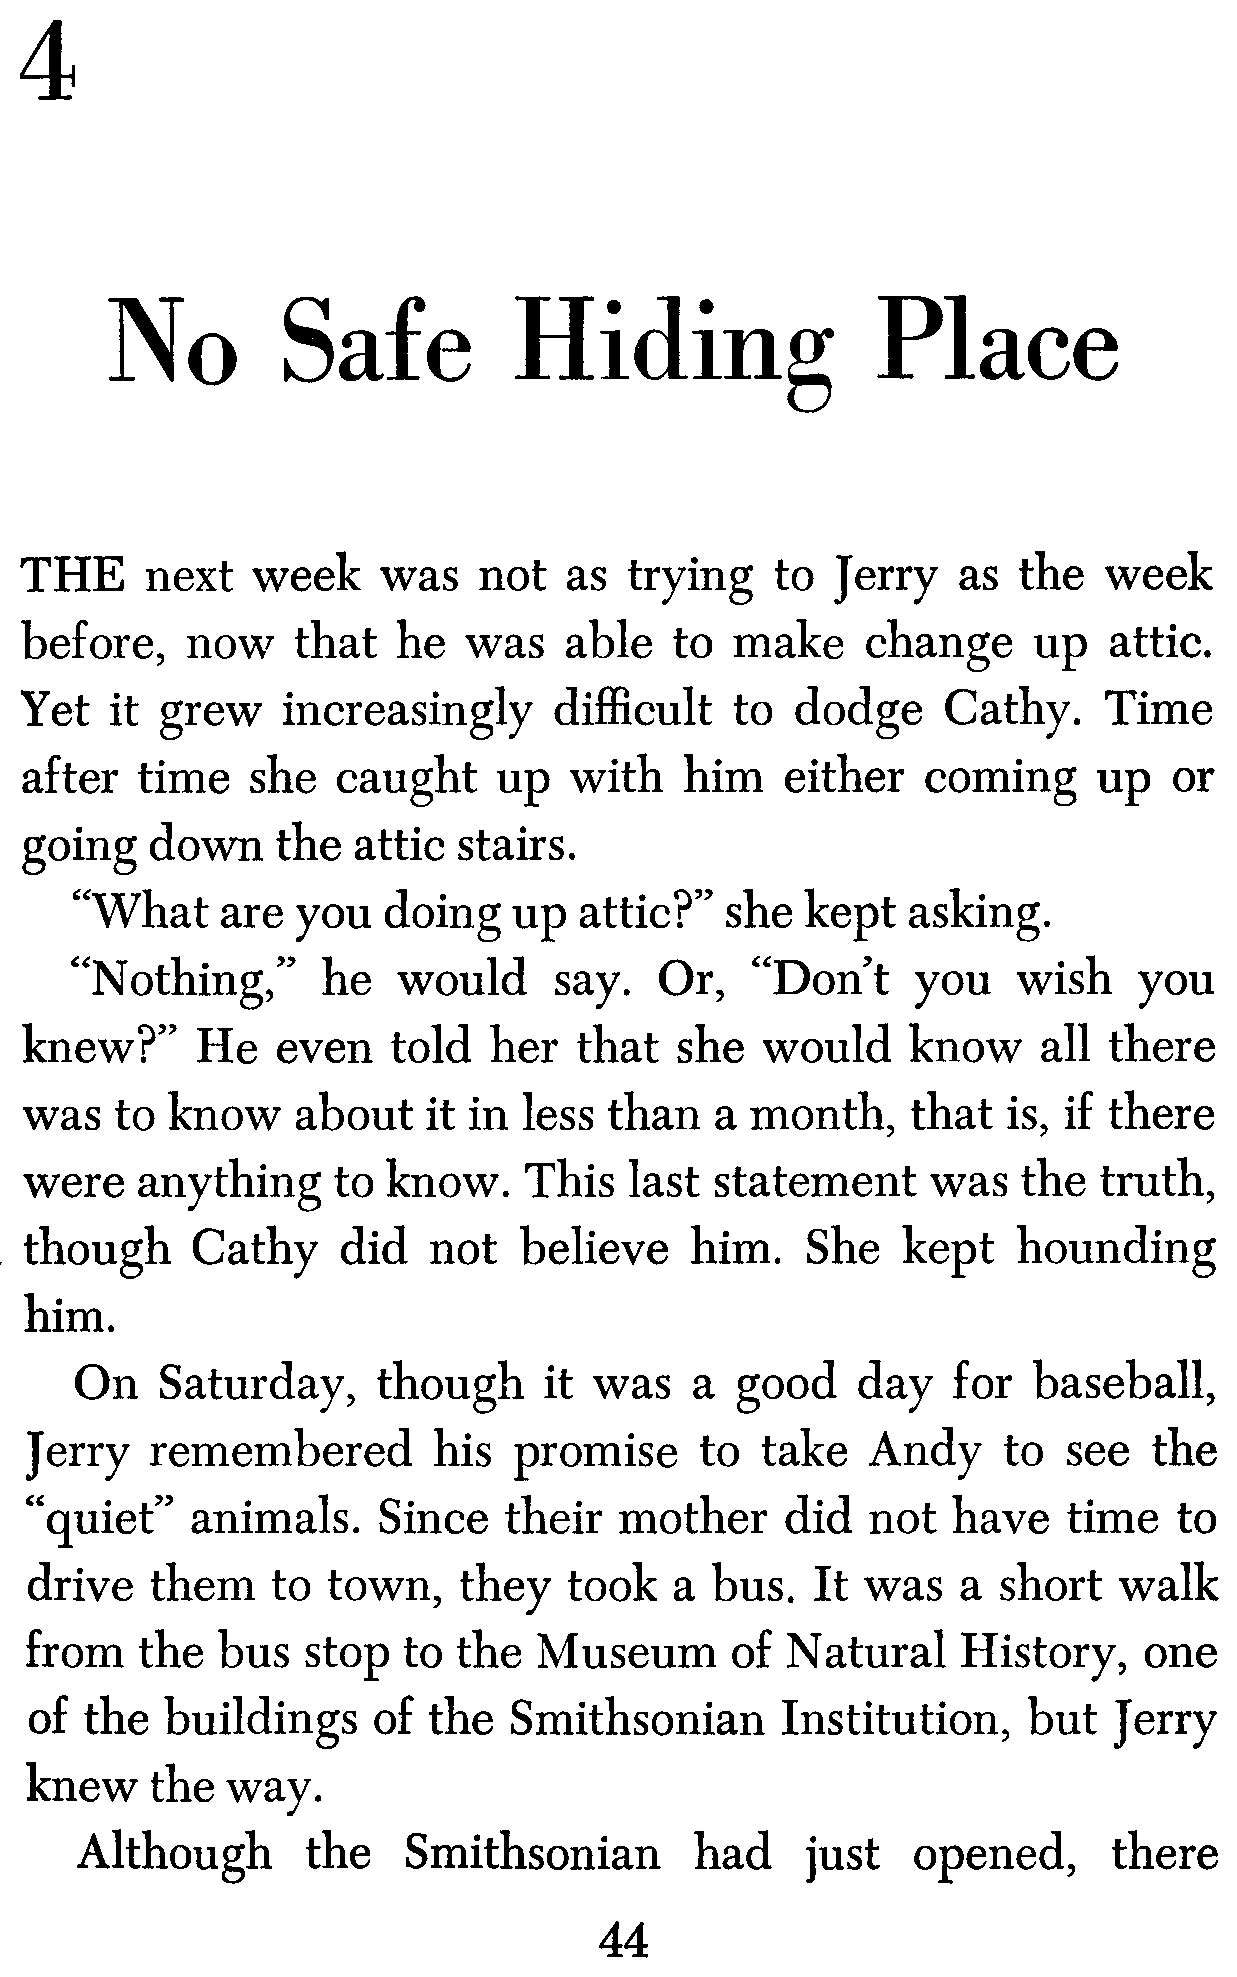 4
No Safe Hiding Place
THE next week was not as trying to Jerry as the week
before, now that he was able to make change up attic.
Yet it grew increasingly difficult to dodge Cathy. Time
after time she caught up with him either coming up or
going down the attic stairs.
“What are you doing up attic?” she kept asking.
“Nothing,” he would say. Or, “Don’t you wish you
knew?” He even told her that she would know all there
was to know about it in less than a month, that is, if there
were anything to know. This last statement was the truth,
though Cathy did not believe him. She kept hounding
him.
On Saturday, though it was a good day for baseball,
Jerry remembered his promise to take Andy to see the
“quiet” animals. Since their mother did not have time to
drive them to town, they took a bus. It was a short walk
from the bus stop to the Museum of Natural History, one
of the buildings of the Smithsonian Institution, but Jerry
knew the way.
Although the Smithsonian had just opened, there
44